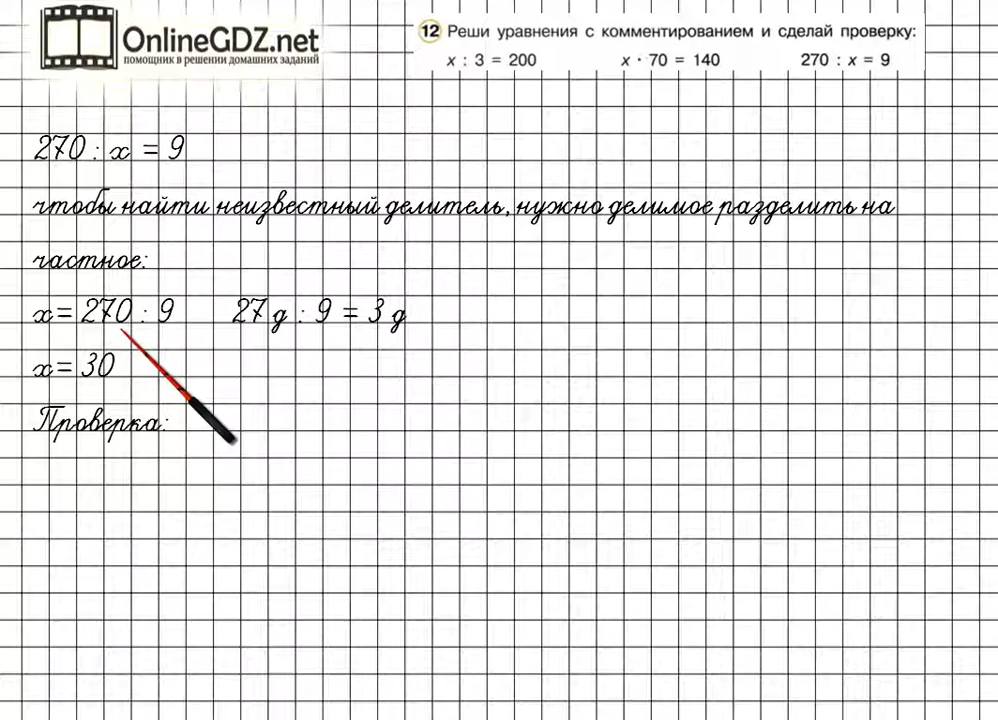 OnlineGDZ.net
помощник в решении домашних заданий
12 Реши уравнения с комментированием и сделай проверку:
x : 3 = 200 x · 70 = 140 270 : x = 9
270 : x = 9
чтобы найти неизвестный делитель, нужно делимое разделить на
частное:
x = 270 : 9 27 д : 9 = 3 д
x = 30
Проверка: